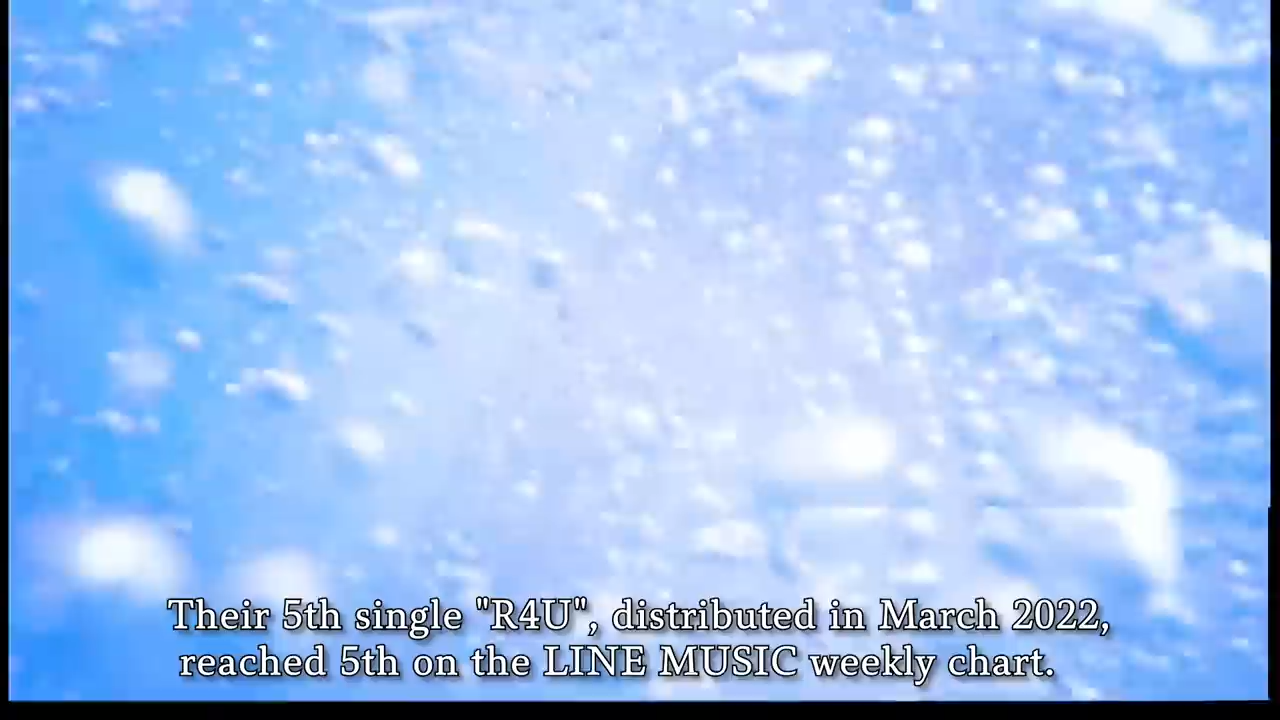 Their 5th single "R4U", distributed in March 2022,
reached 5th on the LINE MUSIC weekly chart.